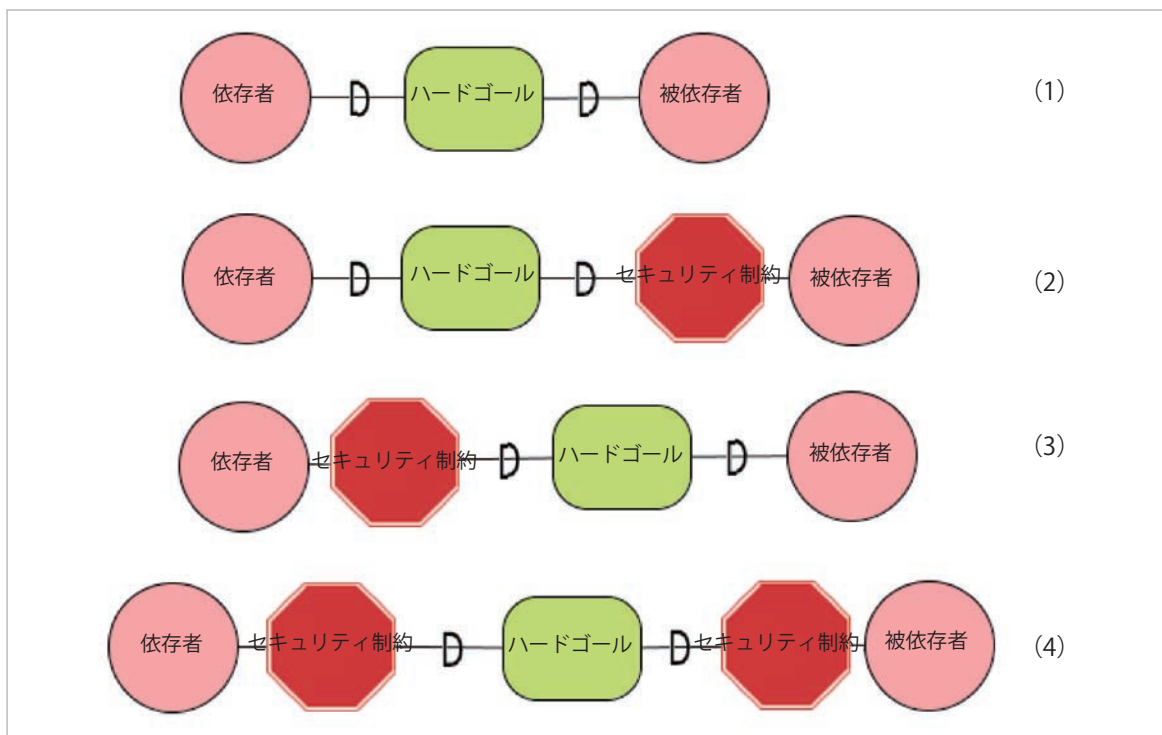 依存者 D ハードゴール D 被依存者 （1）
依存者 D ハードゴール D セキュリティ制約 被依存者 （2）
依存者 セキュリティ制約 D ハードゴール D 被依存者 （3）
依存者 セキュリティ制約 D ハードゴール D セキュリティ制約 被依存者 （4）